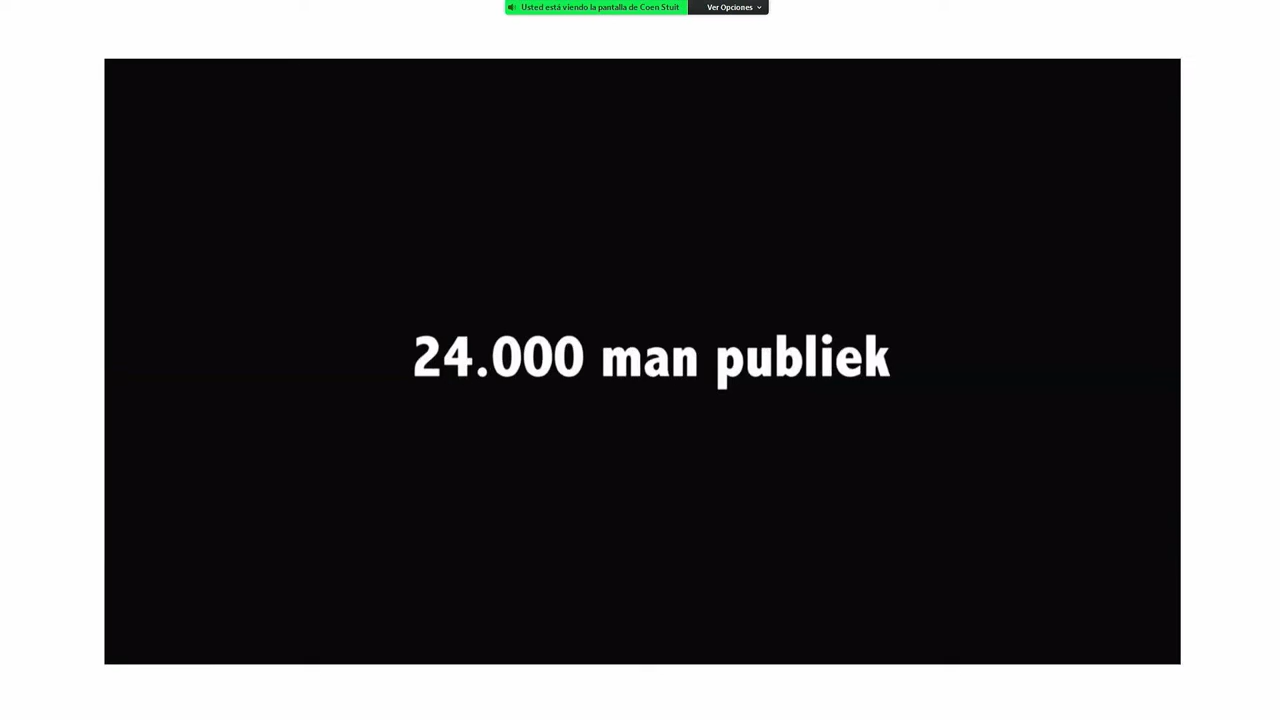 Usted está viendo la pantalla de Coen Stuit Ver Opciones
24.000 man publiek